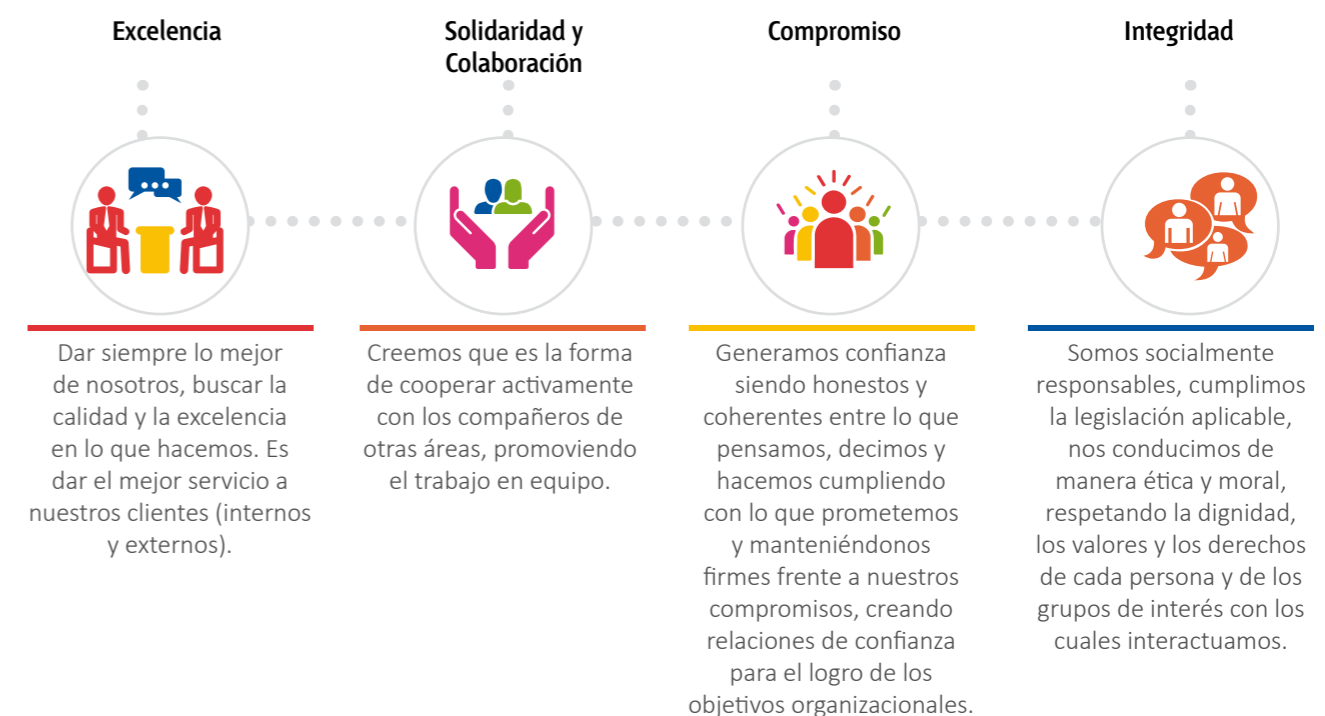 Excelencia
Dar siempre lo mejor
de nosotros, buscar la
calidad y la excelencia
en lo que hacemos. Es
dar el mejor servicio a
nuestros clientes (internos
y externos).
Solidaridad y
Colaboración
Creemos que es la forma
de cooperar activamente
con los compañeros de
otras áreas, promoviendo
el trabajo en equipo.
Compromiso
Generamos confianza
siendo honestos y
coherentes entre lo que
pensamos, decimos y
hacemos cumpliendo
con lo que prometemos
y manteniéndonos
firmes frente a nuestros
compromisos, creando
relaciones de confianza
para el logro de los
objetivos organizacionales.
Integridad
Somos socialmente
responsables, cumplimos
la legislación aplicable,
nos conducimos de
manera ética y moral,
respetando la dignidad,
los valores y los derechos
de cada persona y de los
grupos de interés con los
cuales interactuamos.